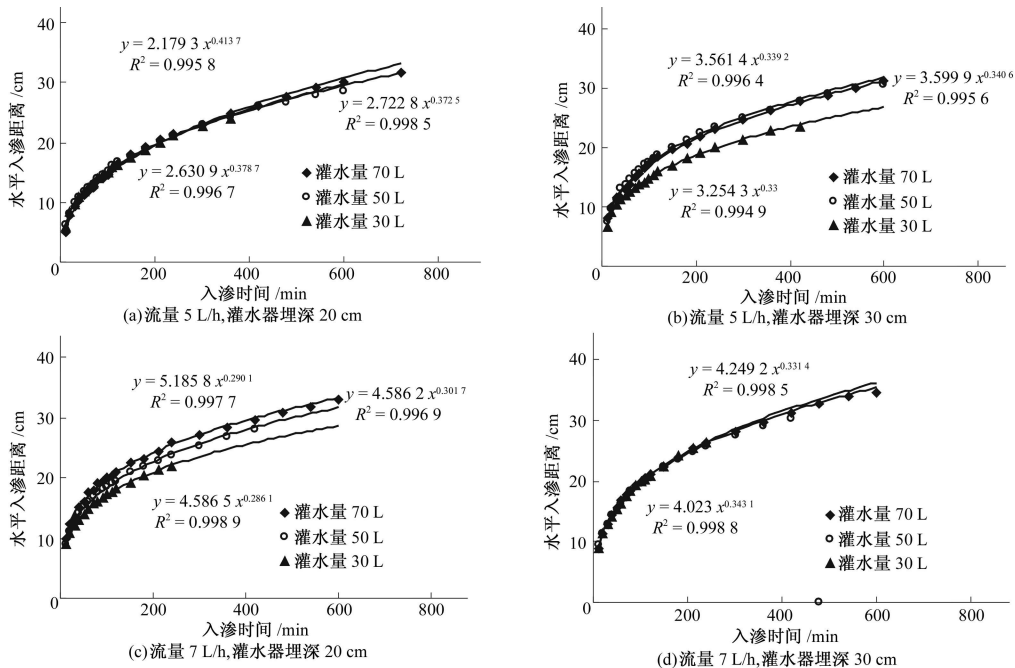 40
30
20
10
0
水平入渗距离 /cm
y = 2.179 3 x^0.413 7
R² = 0.995 8
y = 2.722 8 x^0.372 5
R² = 0.998 5
y = 2.630 9 x^0.378 7
R² = 0.996 7
灌水量 70 L
灌水量 50 L
灌水量 30 L
200 400 600 800
入渗时间 /min
(a)流量 5 L/h,灌水器埋深 20 cm
40
30
20
10
0
水平入渗距离 /cm
y = 3.561 4 x^0.339 2
R² = 0.996 4
y = 3.599 9 x^0.340 6
R² = 0.995 6
y = 3.254 3 x^0.33
R² = 0.994 9
灌水量 70 L
灌水量 50 L
灌水量 30 L
200 400 600 800
入渗时间 /min
(b)流量 5 L/h,灌水器埋深 30 cm
40
30
20
10
0
水平入渗距离 /cm
y = 5.185 8 x^0.290 1
R² = 0.997 7
y = 4.586 2 x^0.301 7
R² = 0.996 9
y = 4.586 5 x^0.286 1
R² = 0.998 9
灌水量 70 L
灌水量 50 L
灌水量 30 L
200 400 600 800
入渗时间 /min
(c)流量 7 L/h,灌水器埋深 20 cm
40
30
20
10
0
水平入渗距离 /cm
y = 4.249 2 x^0.331 4
R² = 0.998 5
y = 4.023 x^0.343 1
R² = 0.998 8
灌水量 70 L
灌水量 50 L
灌水量 30 L
200 400 600 800
入渗时间 /min
(d)流量 7 L/h,灌水器埋深 30 cm